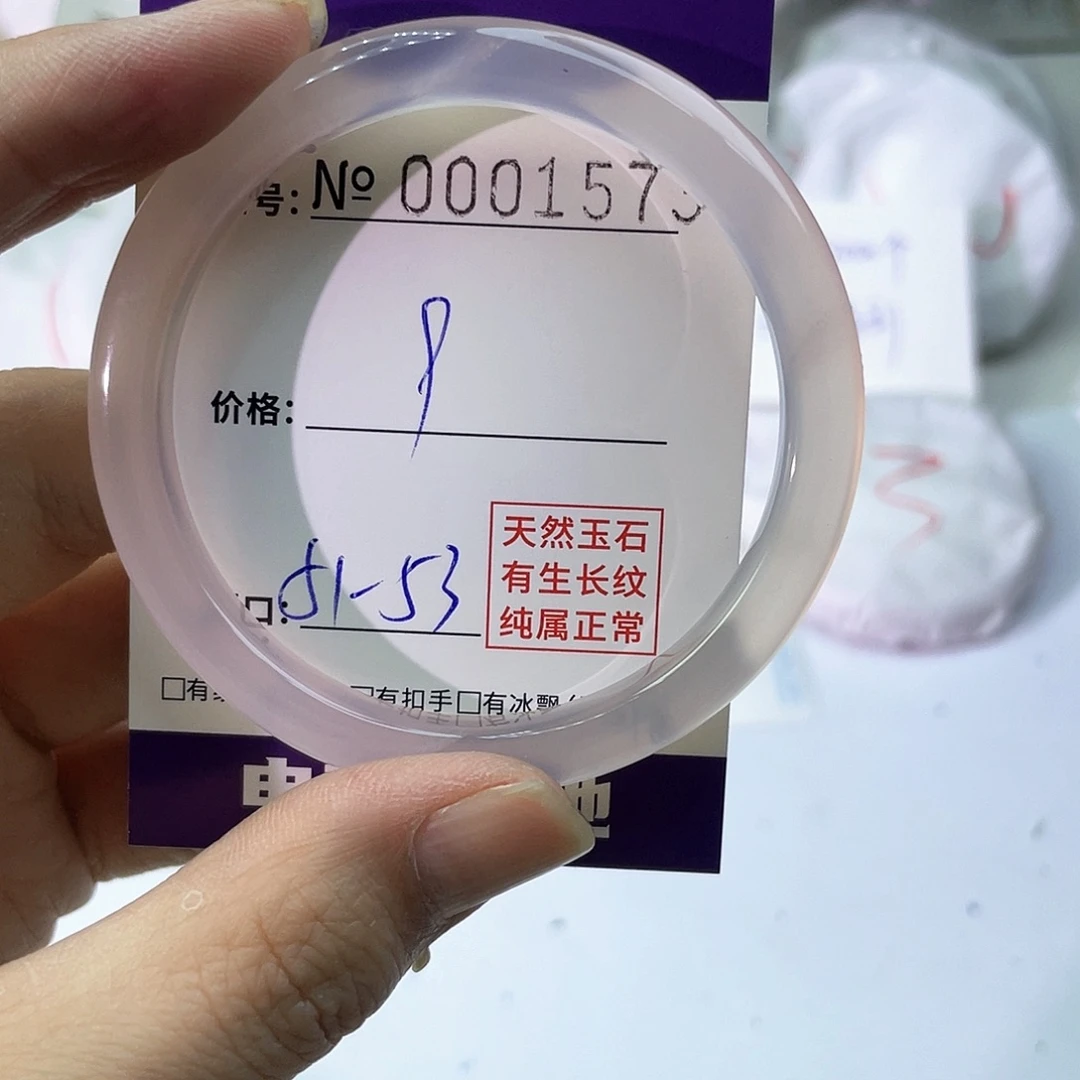 号: № 000157
价格:
51-53
口:
天然玉石
有生长纹
纯属正常
□有 有扣手□有冰飘